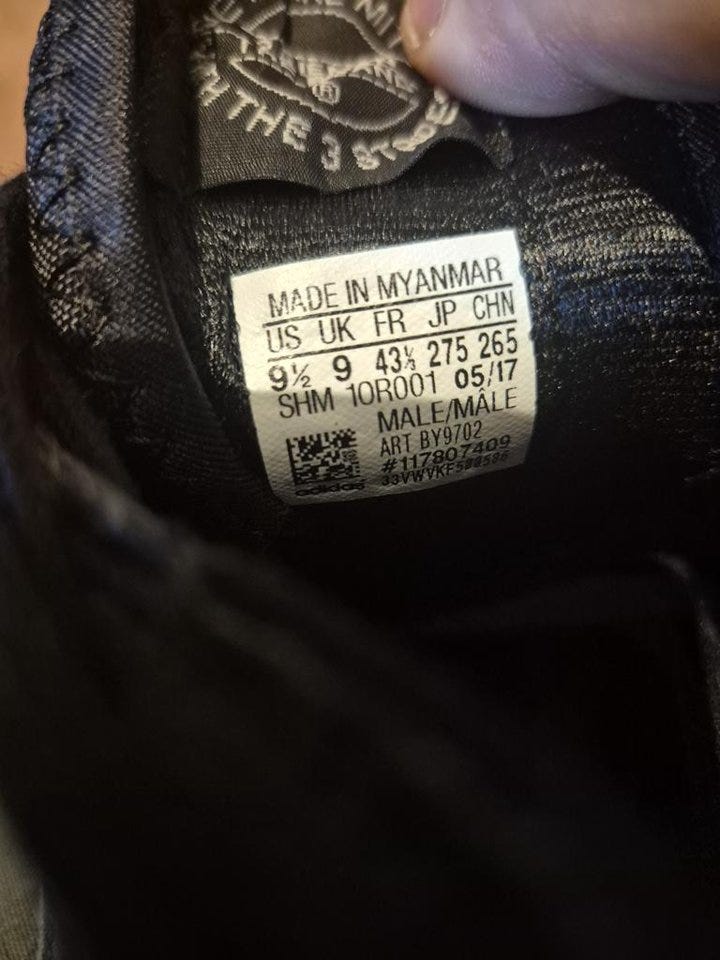 THE 3 STRIPES
MADE IN MYANMAR
US UK FR JP CHN
9½ 9 43⅓ 275 265
SHM 10R001 05/17
MALE/MÂLE
ART BY9702
#117807409
adidas